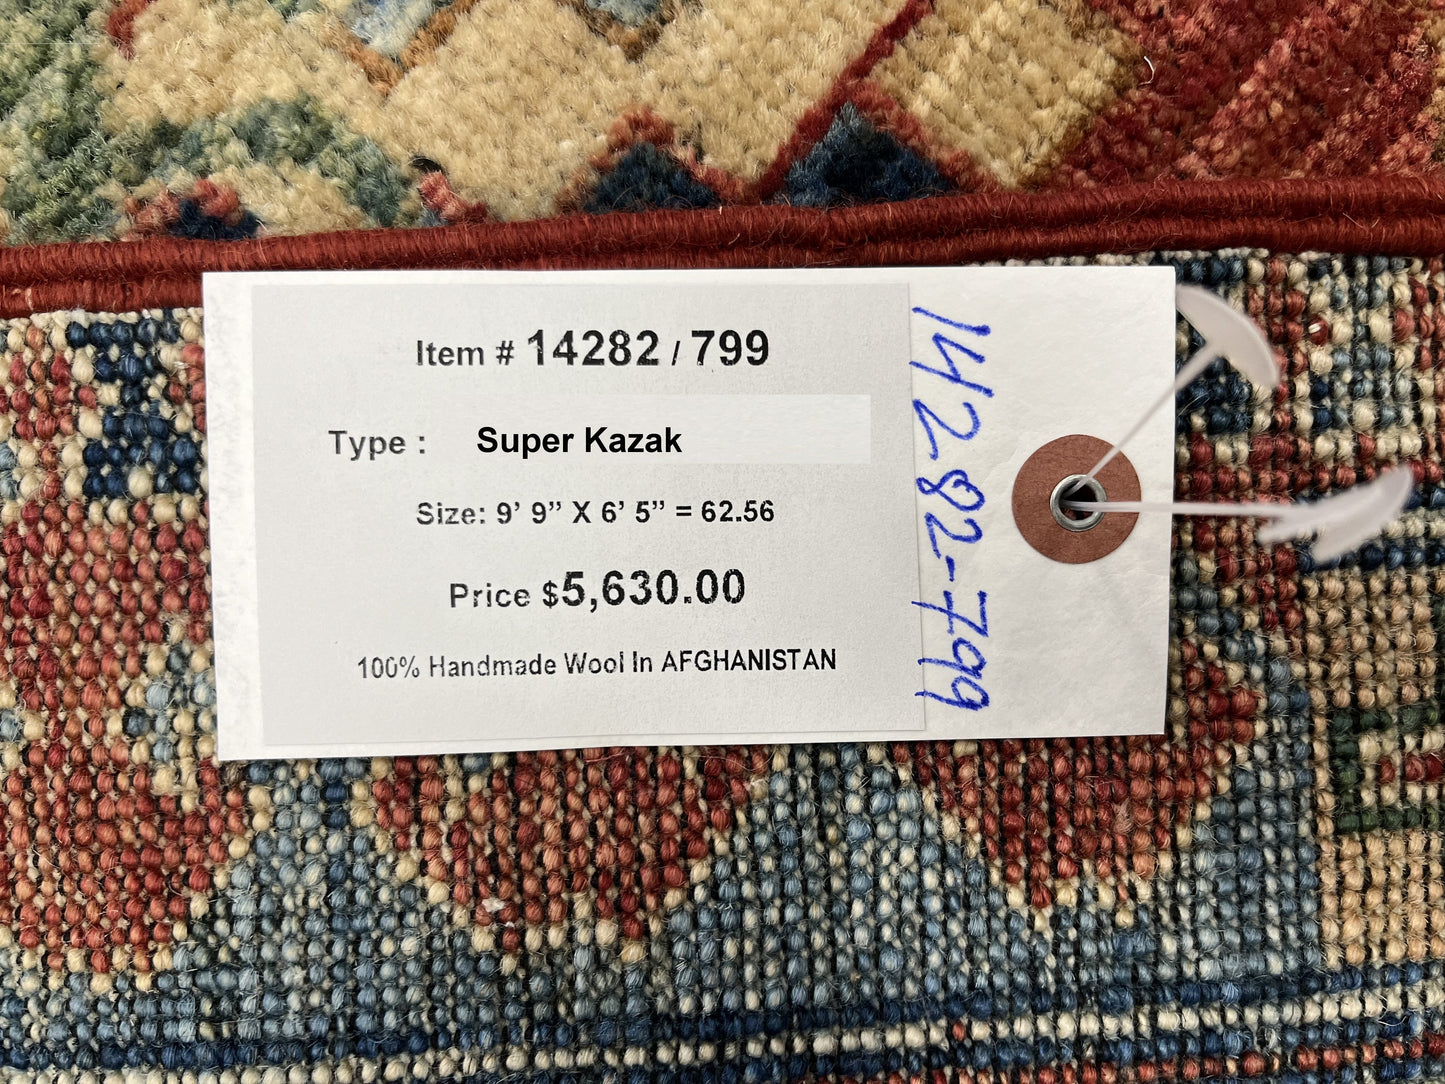 Item # 14282 / 799
Type : Super Kazak
Size: 9’ 9” X 6’ 5” = 62.56
Price $5,630.00
100% Handmade Wool In AFGHANISTAN
14282-799